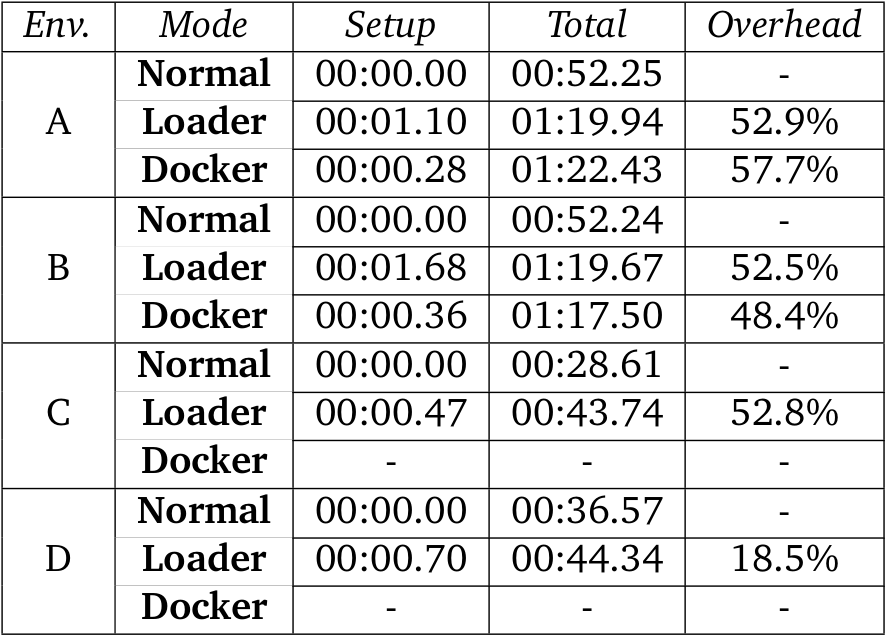 Env. Mode Setup Total Overhead
A
Normal 00:00.00 00:52.25 -
Loader 00:01.10 01:19.94 52.9%
Docker 00:00.28 01:22.43 57.7%
B
Normal 00:00.00 00:52.24 -
Loader 00:01.68 01:19.67 52.5%
Docker 00:00.36 01:17.50 48.4%
C
Normal 00:00.00 00:28.61 -
Loader 00:00.47 00:43.74 52.8%
Docker - - -
D
Normal 00:00.00 00:36.57 -
Loader 00:00.70 00:44.34 18.5%
Docker - - -